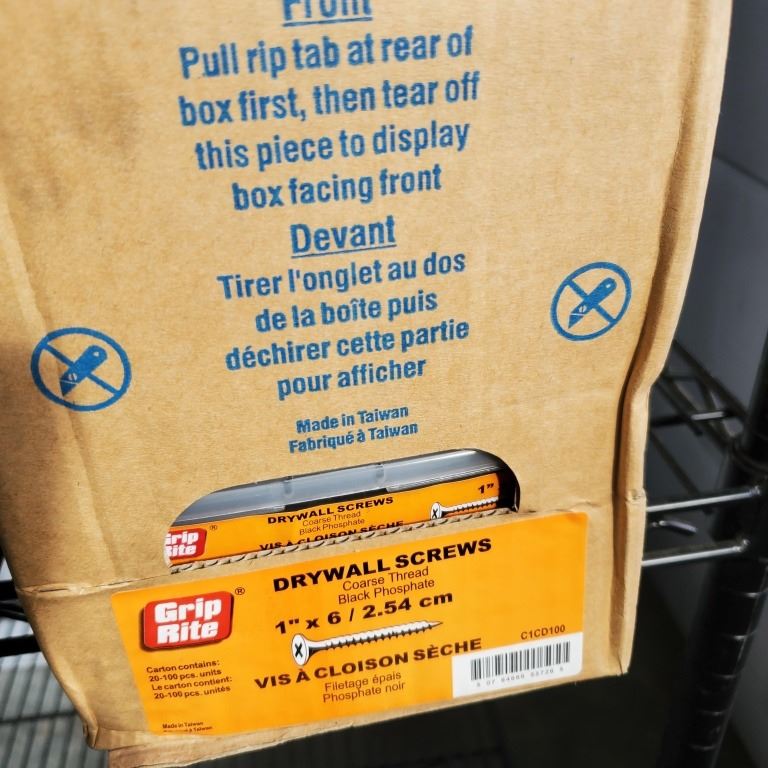 Front
Pull rip tab at rear of
box first, then tear off
this piece to display
box facing front
Devant
Tirer l'onglet au dos
de la boîte puis
déchirer cette partie
pour afficher
Made in Taiwan
Fabriqué à Taiwan
Grip
Rite®
DRYWALL SCREWS
Coarse Thread
Black Phosphate
VIS À CLOISON SÈCHE
1"
Grip
Rite®
DRYWALL SCREWS
Coarse Thread
Black Phosphate
1" x 6 / 2.54 cm
VIS À CLOISON SÈCHE
Filetage épais
Phosphate noir
Carton contains:
20-100 pcs. units
Le carton contient:
20-100 pcs. unités
Made in Taiwan
C1CD100